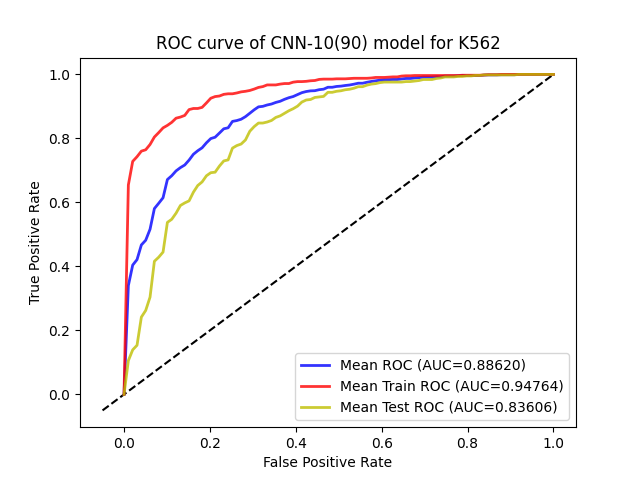 ROC curve of CNN-10(90) model for K562
True Positive Rate
1.0
0.8
0.6
0.4
0.2
0.0
Mean ROC (AUC=0.88620)
Mean Train ROC (AUC=0.94764)
Mean Test ROC (AUC=0.83606)
0.0 0.2 0.4 0.6 0.8 1.0
False Positive Rate